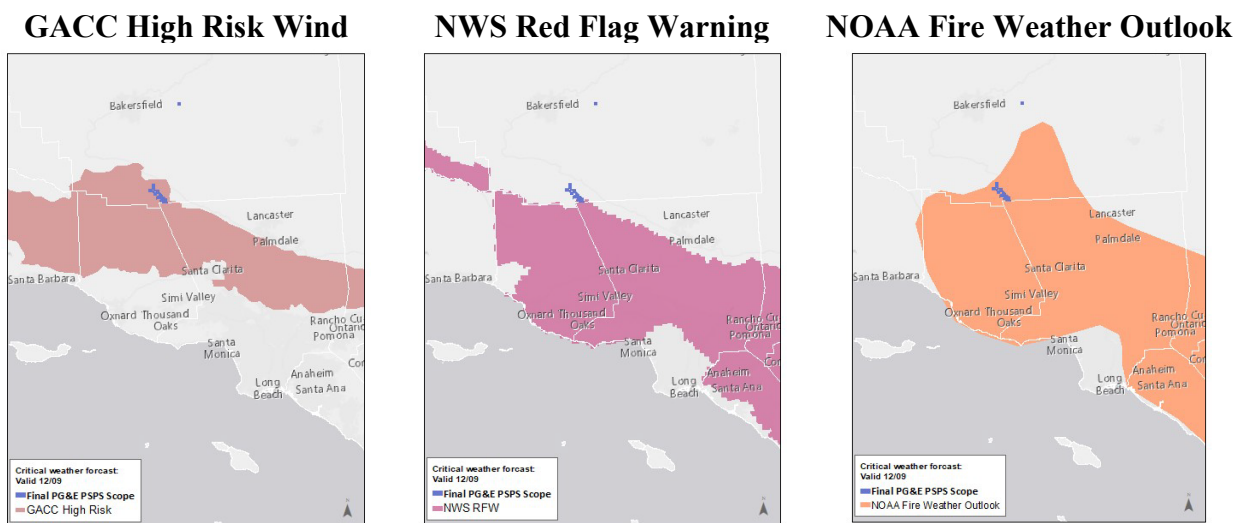 GACC High Risk Wind
Bakersfield
Lancaster
Palmdale
Santa Barbara
Santa Clarita
Simi Valley
Oxnard Thousand
Oaks
Rancho Cu
Ontario
Pomona
Santa
Monica
Long
Beach
Anaheim
Santa Ana
Cor
Critical weather forcast:
Valid 12/09
Final PG&E PSPS Scope
GACC High Risk
NWS Red Flag Warning
Bakersfield
Lancaster
Palmdale
Santa Barbara
Santa Clarita
Simi Valley
Oxnard Thousand
Oaks
Rancho Cu
Ontario
Pomona
Santa
Monica
Long
Beach
Anaheim
Santa Ana
Critical weather forcast:
Valid 12/09
Final PG&E PSPS Scope
NWS RFW
NOAA Fire Weather Outlook
Bakersfield
Lancaster
Palmdale
Santa Barbara
Santa Clarita
Simi Valley
Oxnard Thousand
Oaks
Rancho Cu
Ontario
Pomona
Santa
Monica
Long
Beach
Anaheim
Santa Ana
Critical weather forcast:
Valid 12/09
Final PG&E PSPS Scope
NOAA Fire Weather Outlook